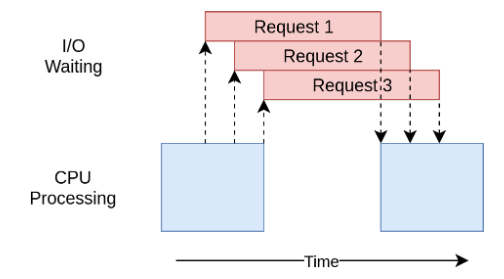 I/O
Waiting
Request 1
Request 2
Request 3
CPU
Processing
Time